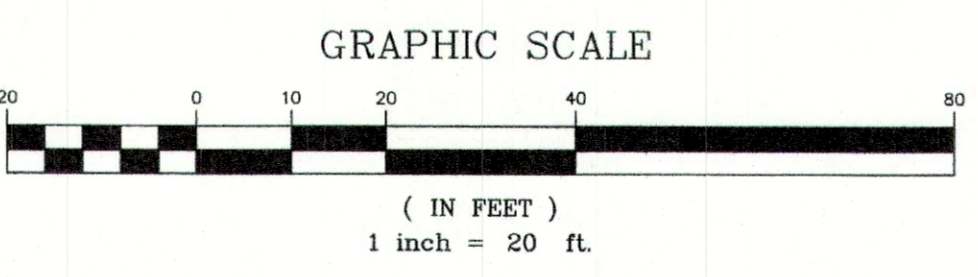 GRAPHIC SCALE
20 0 10 20 40 80
( IN FEET )
1 inch = 20 ft.